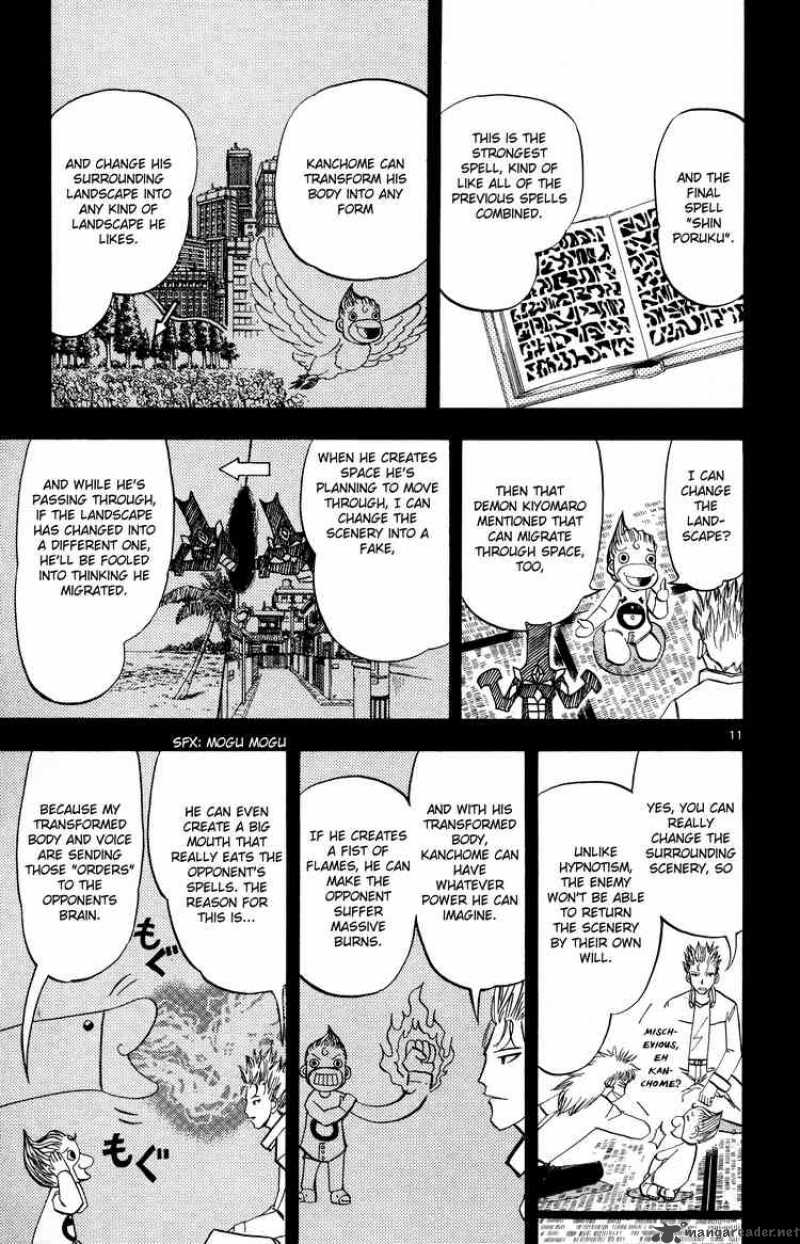 AND THE
FINAL
SPELL
"SHIN
PORUKU".
THIS IS THE
STRONGEST
SPELL, KIND OF
LIKE ALL OF THE
PREVIOUS SPELLS
COMBINED.
KANCHOME CAN
TRANSFORM HIS
BODY INTO ANY
FORM
AND CHANGE HIS
SURROUNDING
LANDSCAPE INTO
ANY KIND OF
LANDSCAPE HE
LIKES.
I CAN
CHANGE
THE
LAND-
SCAPE?
THEN THAT
DEMON KIYOMARO
MENTIONED THAT CAN
MIGRATE
THROUGH SPACE,
TOO,
WHEN HE CREATES
SPACE HE'S
PLANNING TO MOVE
THROUGH, I CAN
CHANGE THE
SCENERY INTO A
FAKE,
AND WHILE HE'S
PASSING THROUGH,
IF THE LANDSCAPE
HAS CHANGED INTO
A DIFFERENT ONE,
HE'LL BE FOOLED
INTO THINKING HE
MIGRATED.
11
YES, YOU CAN
REALLY
CHANGE THE
SURROUNDING
SCENERY, SO
UNLIKE
HYPNOTISM,
THE ENEMY
WON'T BE ABLE
TO RETURN
THE SCENERY
BY THEIR OWN
WILL.
MISCH-
EVIOUS,
EH
KAN-
CHOME?
AND WITH HIS
TRANSFORMED
BODY,
KANCHOME CAN
HAVE
WHATEVER
POWER HE CAN
IMAGINE.
IF HE CREATES
A FIST OF
FLAMES, HE CAN
MAKE THE
OPPONENT
SUFFER
MASSIVE
BURNS.
SFX: MOGU MOGU
HE CAN EVEN
CREATE A BIG
MOUTH THAT
REALLY EATS THE
OPPONENT'S
SPELLS. THE
REASON FOR
THIS IS...
BECAUSE MY
TRANSFORMED
BODY AND VOICE
ARE SENDING
THOSE "ORDERS"
TO THE
OPPONENTS
BRAIN.
もぐ
もぐ
mangareader.net